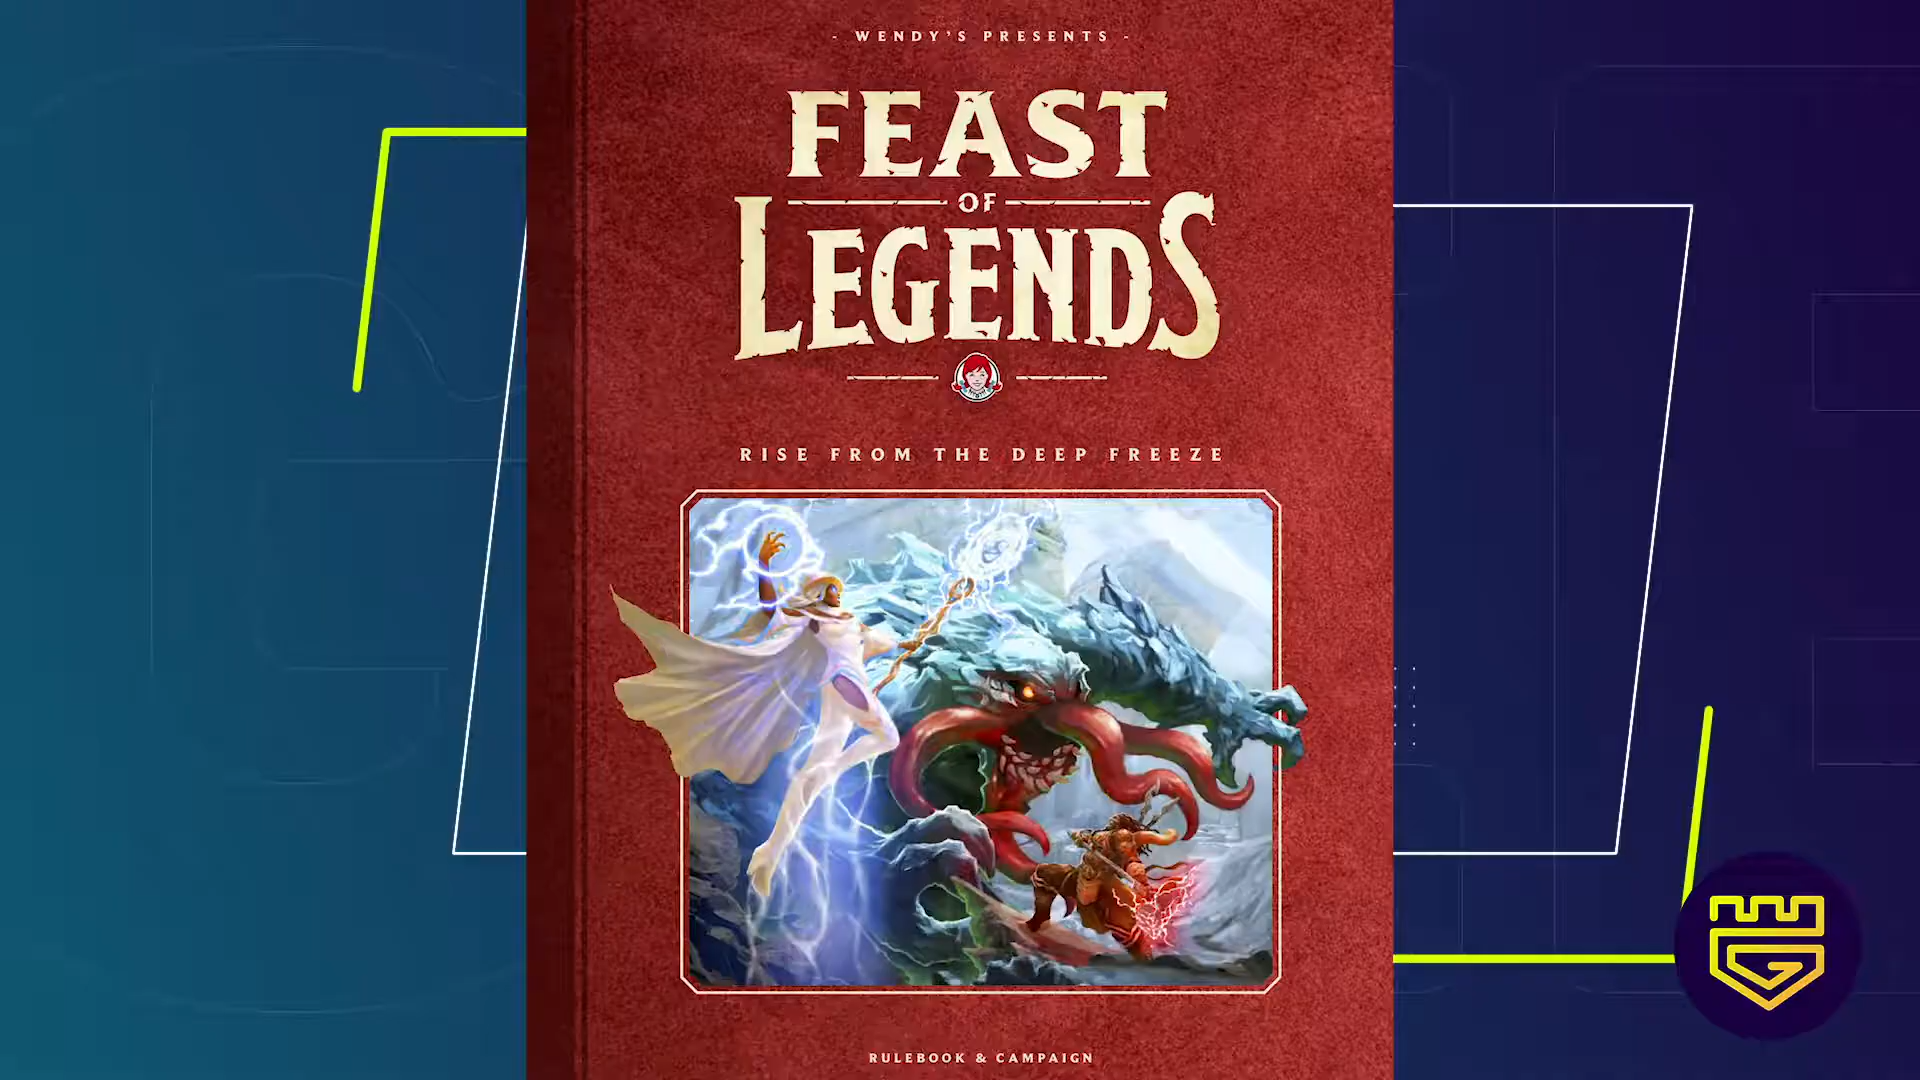 - WENDY'S PRESENTS -
FEAST
OF
LEGENDS
RISE FROM THE DEEP FREEZE
RULEBOOK & CAMPAIGN